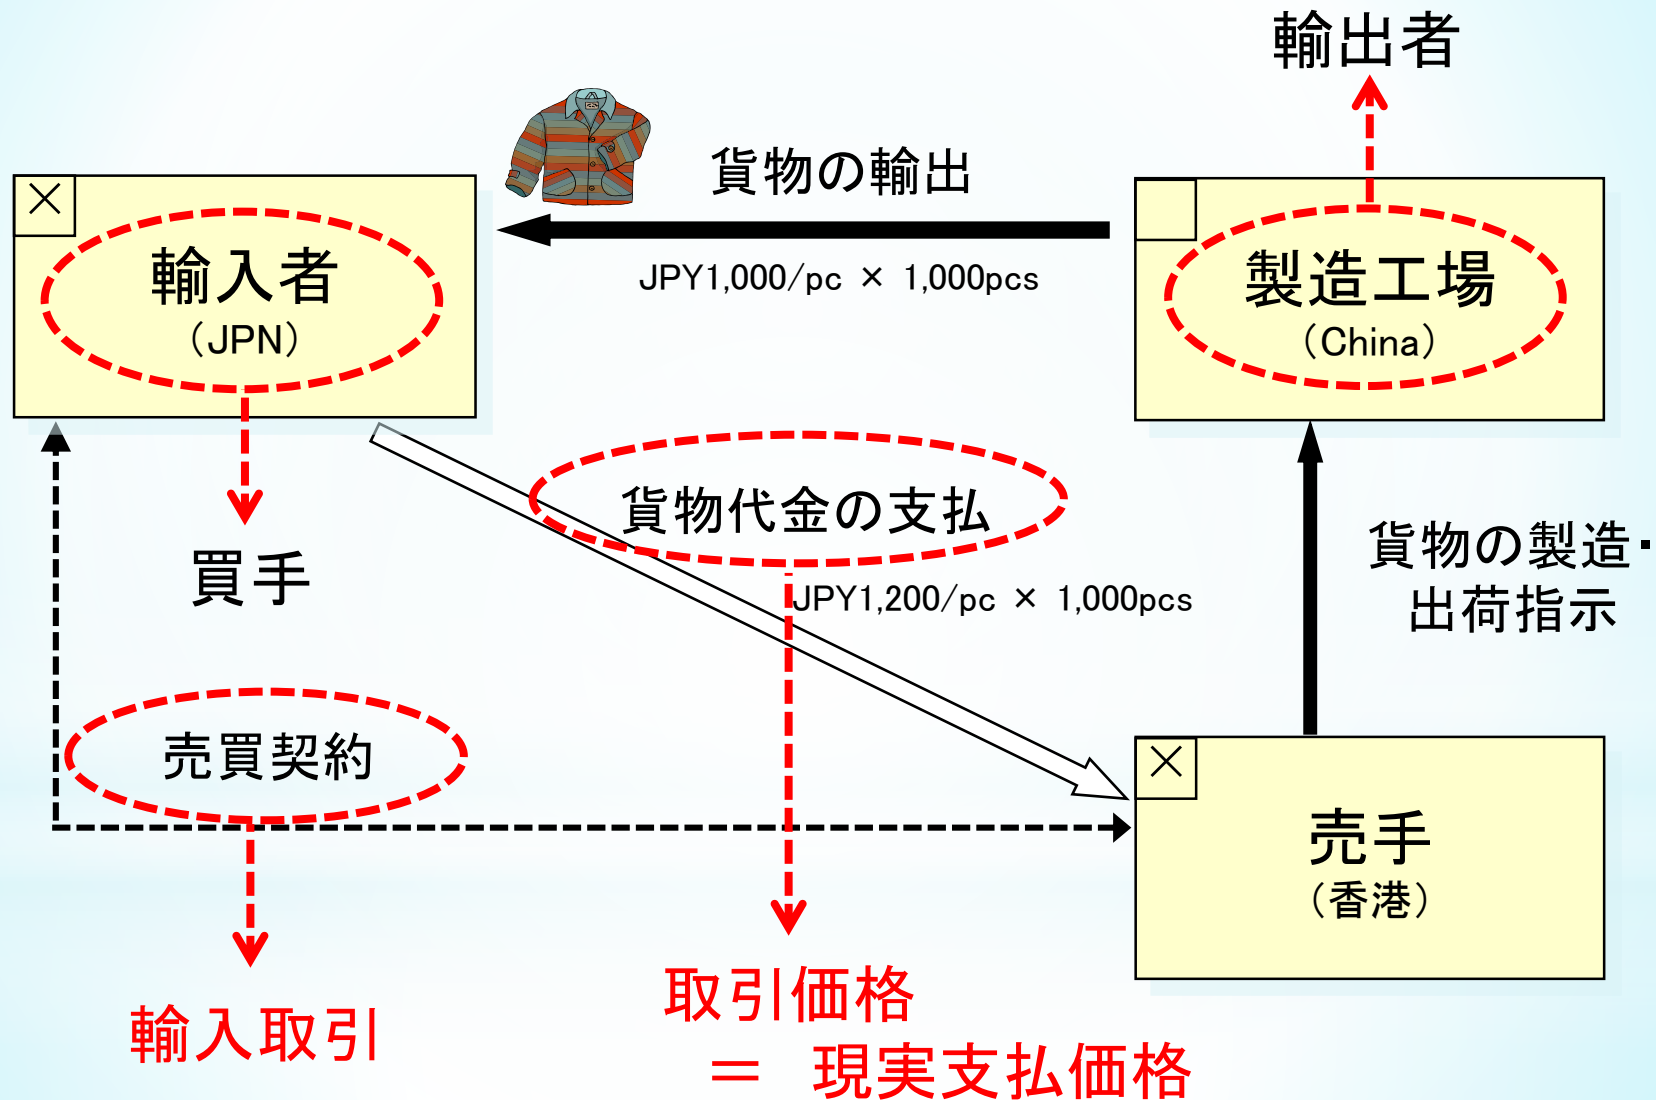 輸出者
貨物の輸出
JPY1,000/pc × 1,000pcs
×
輸入者
(JPN)
製造工場
(China)
貨物代金の支払
JPY1,200/pc × 1,000pcs
買手
貨物の製造・
出荷指示
売買契約
×
売手
(香港)
輸入取引
取引価格
= 現実支払価格